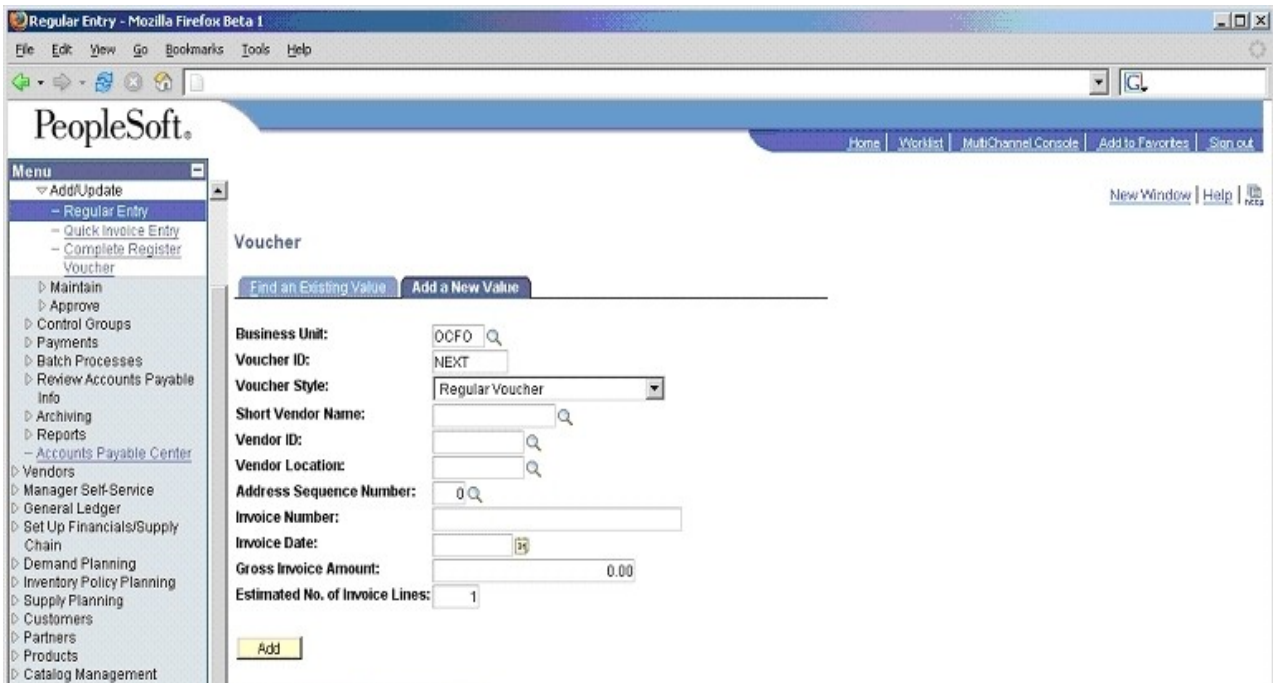 Regular Entry - Mozilla Firefox Beta 1
File Edit View Go Bookmarks Tools Help
G
PeopleSoft.
Home | Worklist | MultiChannel Console | Add to Favorites | Sign out
Menu
Add/Update
– Regular Entry
– Quick Invoice Entry
– Complete Register
Voucher
Maintain
Approve
Control Groups
Payments
Batch Processes
Review Accounts Payable
Info
Archiving
Reports
– Accounts Payable Center
Vendors
Manager Self-Service
General Ledger
Set Up Financials/Supply
Chain
Demand Planning
Inventory Policy Planning
Supply Planning
Customers
Partners
Products
Catalog Management
New Window | Help |
Voucher
Find an Existing Value Add a New Value
Business Unit: OCFO
Voucher ID: NEXT
Voucher Style: Regular Voucher
Short Vendor Name:
Vendor ID:
Vendor Location:
Address Sequence Number: 0
Invoice Number:
Invoice Date:
Gross Invoice Amount: 0.00
Estimated No. of Invoice Lines: 1
Add